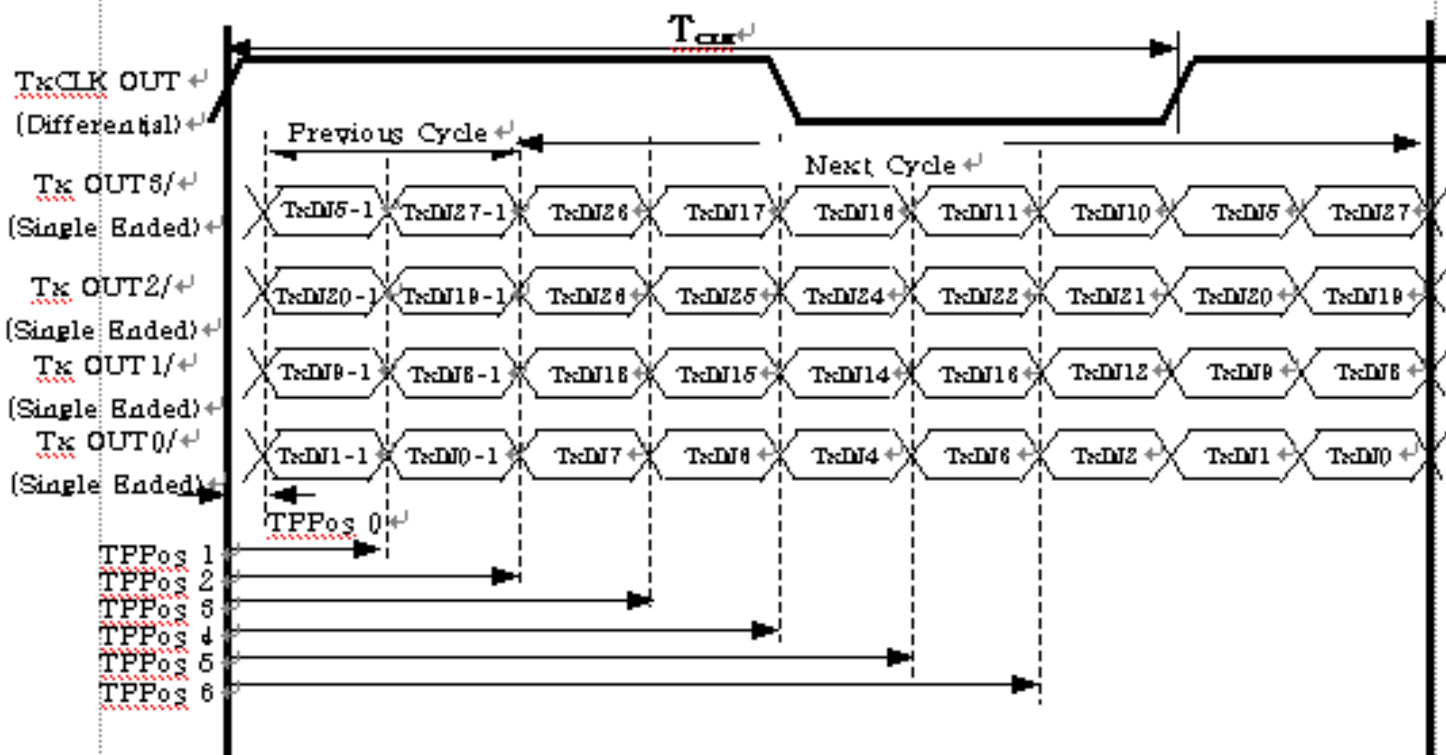 TCLK
TxCLK OUT
(Differential)
Previous Cycle
Next Cycle
Tx OUT3/
(Single Ended)
TxIN5-1 TxIN27-1 TxIN23 TxIN17 TxIN16 TxIN11 TxIN10 TxIN5 TxIN27
Tx OUT2/
(Single Ended)
TxIN20-1 TxIN19-1 TxIN26 TxIN25 TxIN24 TxIN22 TxIN21 TxIN20 TxIN19
Tx OUT1/
(Single Ended)
TxIN9-1 TxIN8-1 TxIN18 TxIN15 TxIN14 TxIN13 TxIN12 TxIN9 TxIN8
Tx OUT0/
(Single Ended)
TxIN1-1 TxIN0-1 TxIN7 TxIN6 TxIN4 TxIN3 TxIN2 TxIN1 TxIN0
TPPos 0
TPPos 1
TPPos 2
TPPos 3
TPPos 4
TPPos 5
TPPos 6